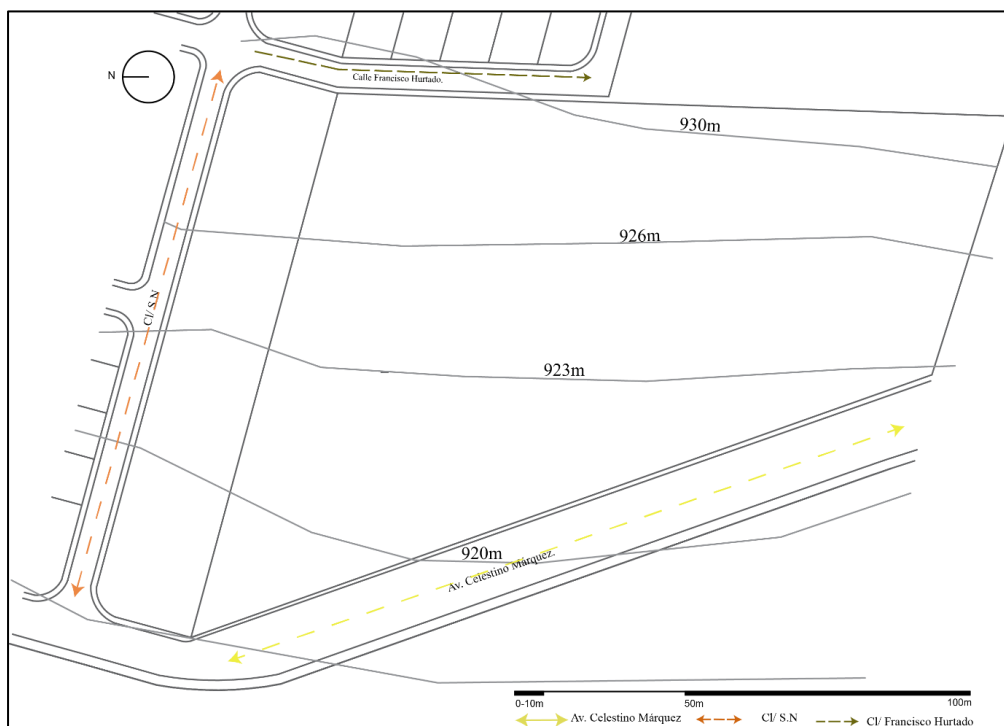 N
Calle Francisco Hurtado.
930m
926m
Cl/ S.N
923m
920m
Av. Celestino Márquez.
0-10m
50m
100m
Av. Celestino Márquez
Cl/ S.N
Cl/ Francisco Hurtado